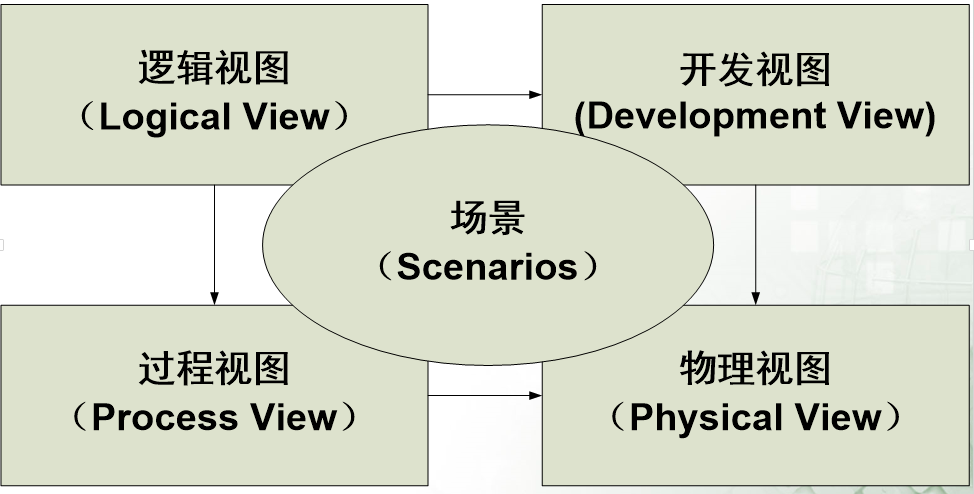 逻辑视图
（Logical View）
开发视图
(Development View)
场景
（Scenarios）
过程视图
（Process View）
物理视图
（Physical View）